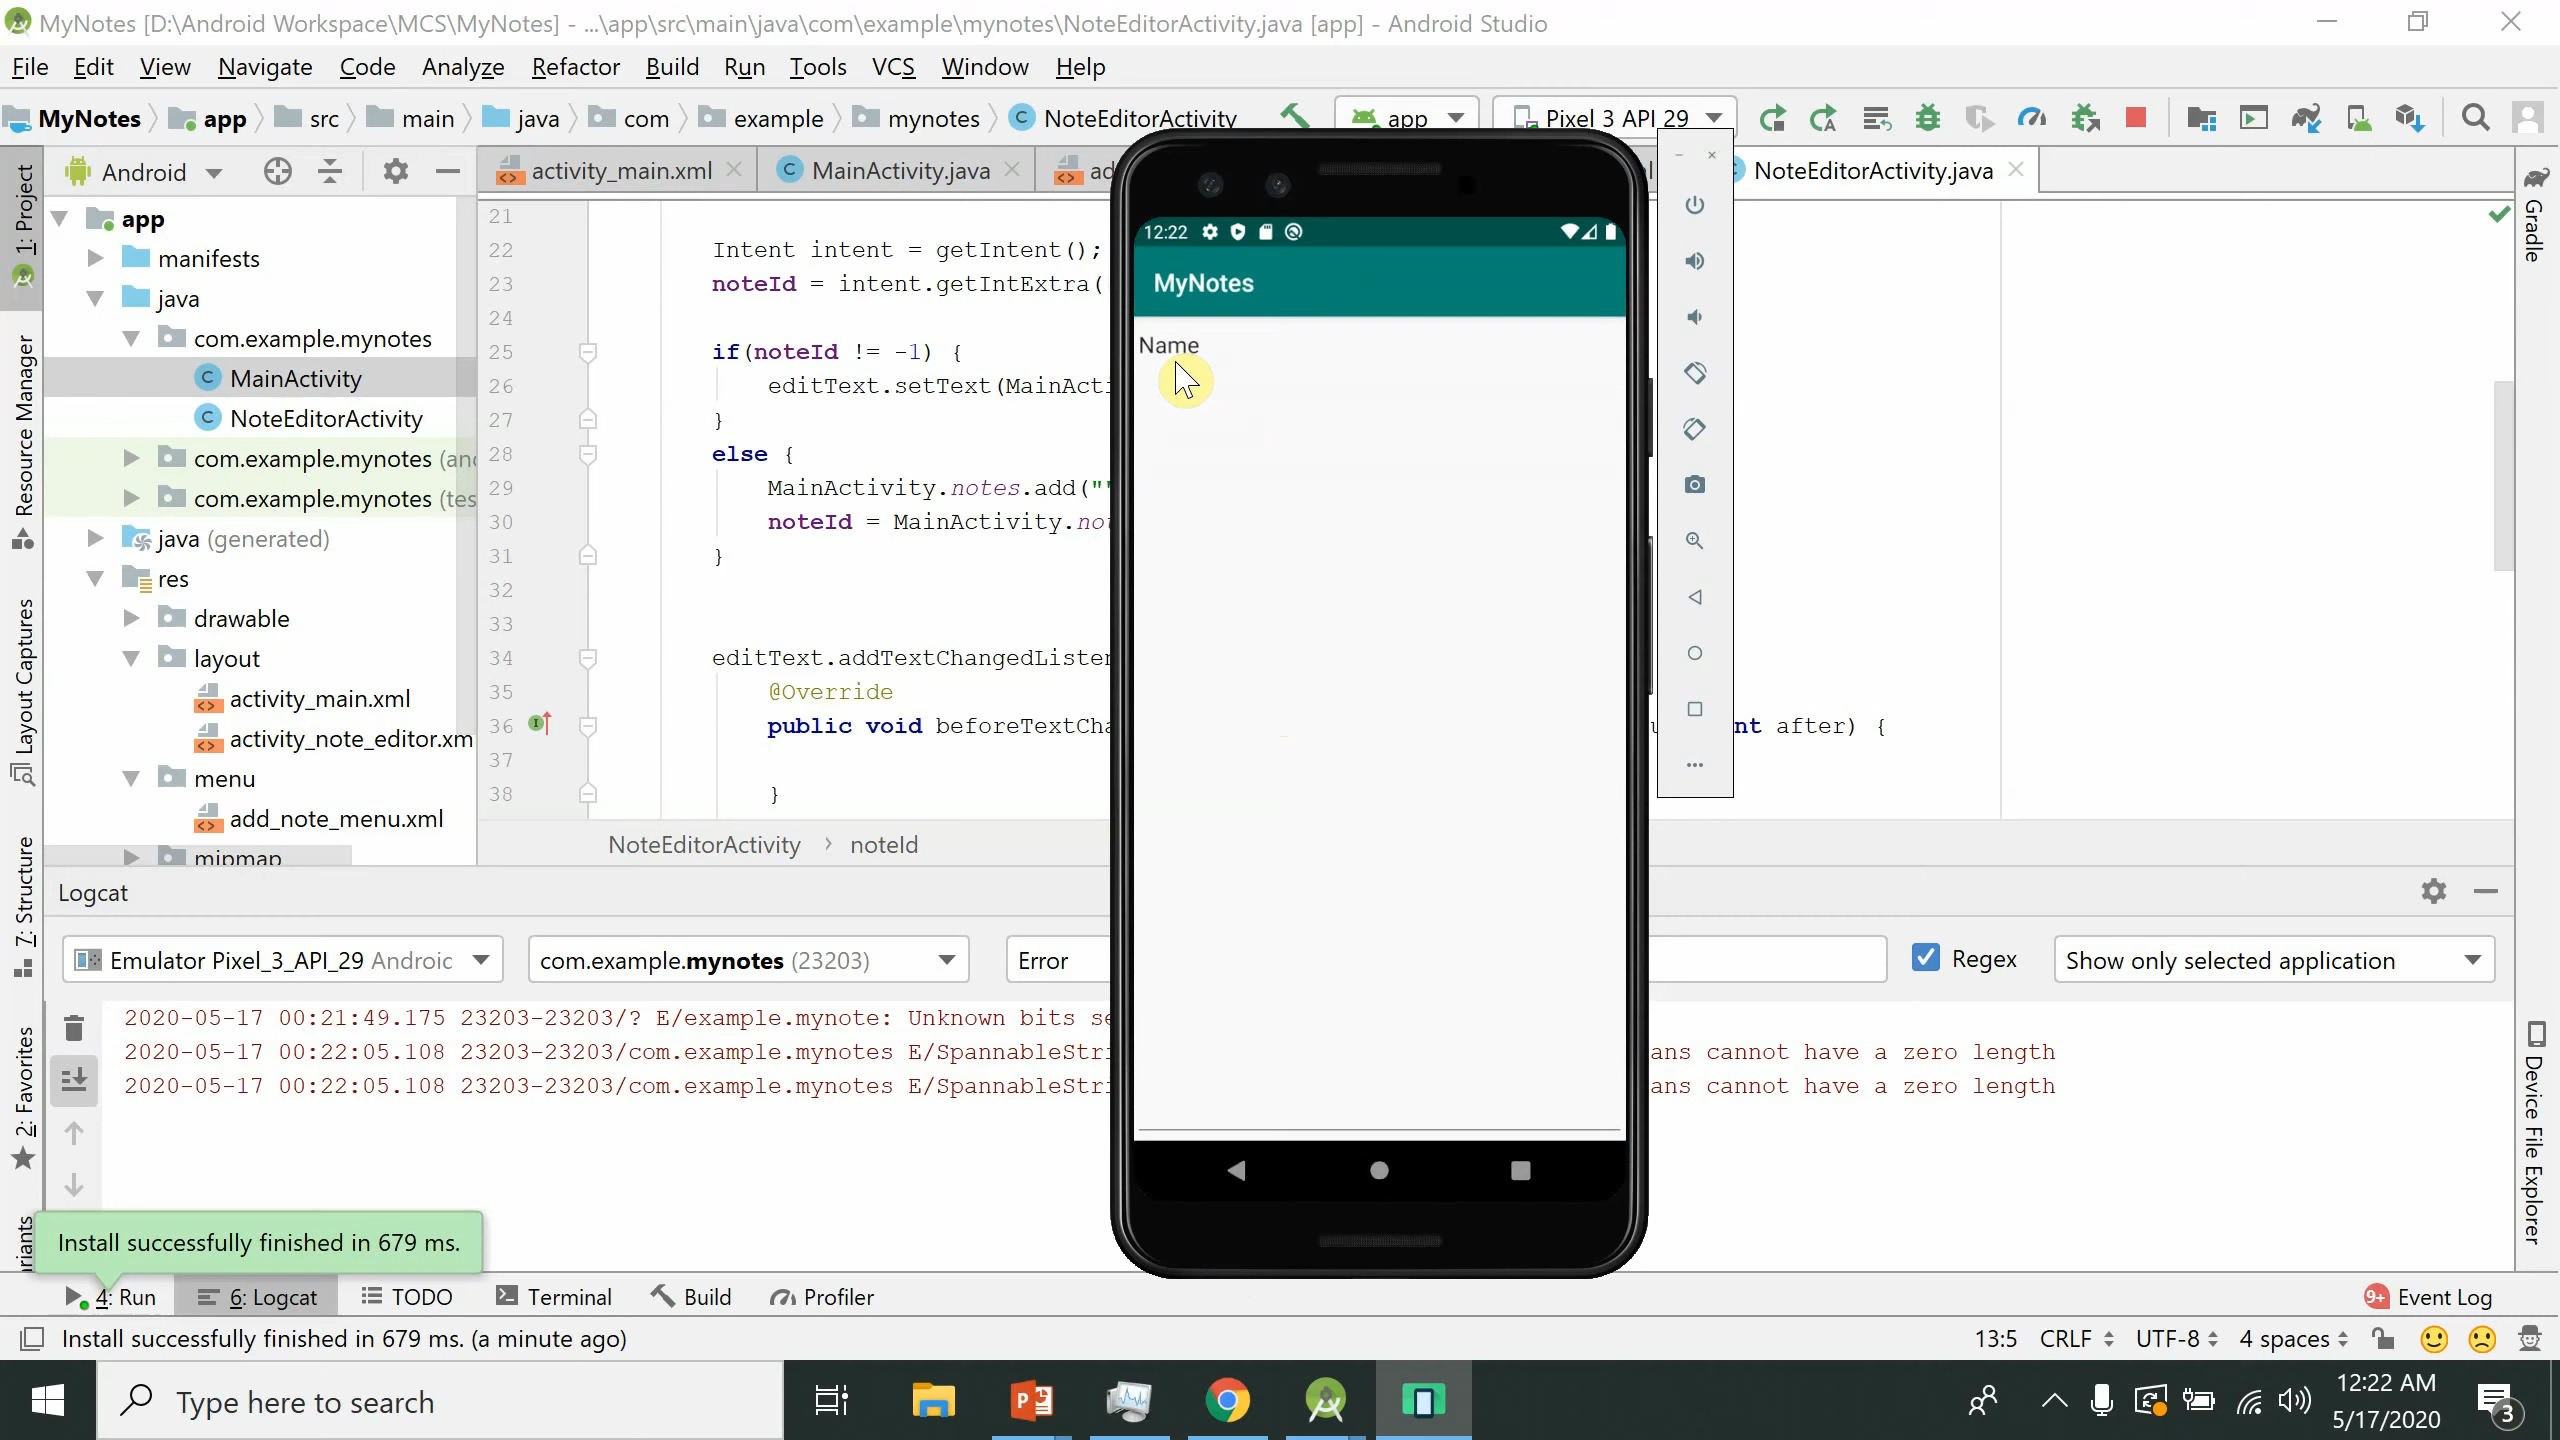 MyNotes [D:\Android Workspace\MCS\MyNotes] - ...\app\src\main\java\com\example\mynotes\NoteEditorActivity.java [app] - Android Studio
File Edit View Navigate Code Analyze Refactor Build Run Tools VCS Window Help
MyNotes app src main java com example mynotes NoteEditorActivity app Pixel 3 API 29
Android activity_main.xml MainActivity.java NoteEditorActivity.java
1: Project
Resource Manager
Layout Captures
7: Structure
2: Favorites
app
manifests
java
com.example.mynotes
MainActivity
NoteEditorActivity
com.example.mynotes (and
com.example.mynotes (tes
java (generated)
res
drawable
layout
activity_main.xml
activity_note_editor.xm
menu
add_note_menu.xml
mipmap
21
22 Intent intent = getIntent();
23 noteId = intent.getIntExtra(
24
25 if(noteId != -1) {
26 editText.setText(MainActi
27 }
28 else {
29 MainActivity.notes.add(""
30 noteId = MainActivity.not
31 }
32
33
34 editText.addTextChangedListen
35 @Override
36 public void beforeTextCha nt after) {
37
38 }
NoteEditorActivity › noteId
12:22
MyNotes
Name
Gradle
Device File Explorer
Logcat
Emulator Pixel_3_API_29 Androic com.example.mynotes (23203) Error Regex Show only selected application
2020-05-17 00:21:49.175 23203-23203/? E/example.mynote: Unknown bits se
2020-05-17 00:22:05.108 23203-23203/com.example.mynotes E/SpannableStri ans cannot have a zero length
2020-05-17 00:22:05.108 23203-23203/com.example.mynotes E/SpannableStri ans cannot have a zero length
Install successfully finished in 679 ms.
4: Run 6: Logcat TODO Terminal Build Profiler 9+ Event Log
Install successfully finished in 679 ms. (a minute ago) 13:5 CRLF UTF-8 4 spaces
Type here to search
12:22 AM
5/17/2020
3